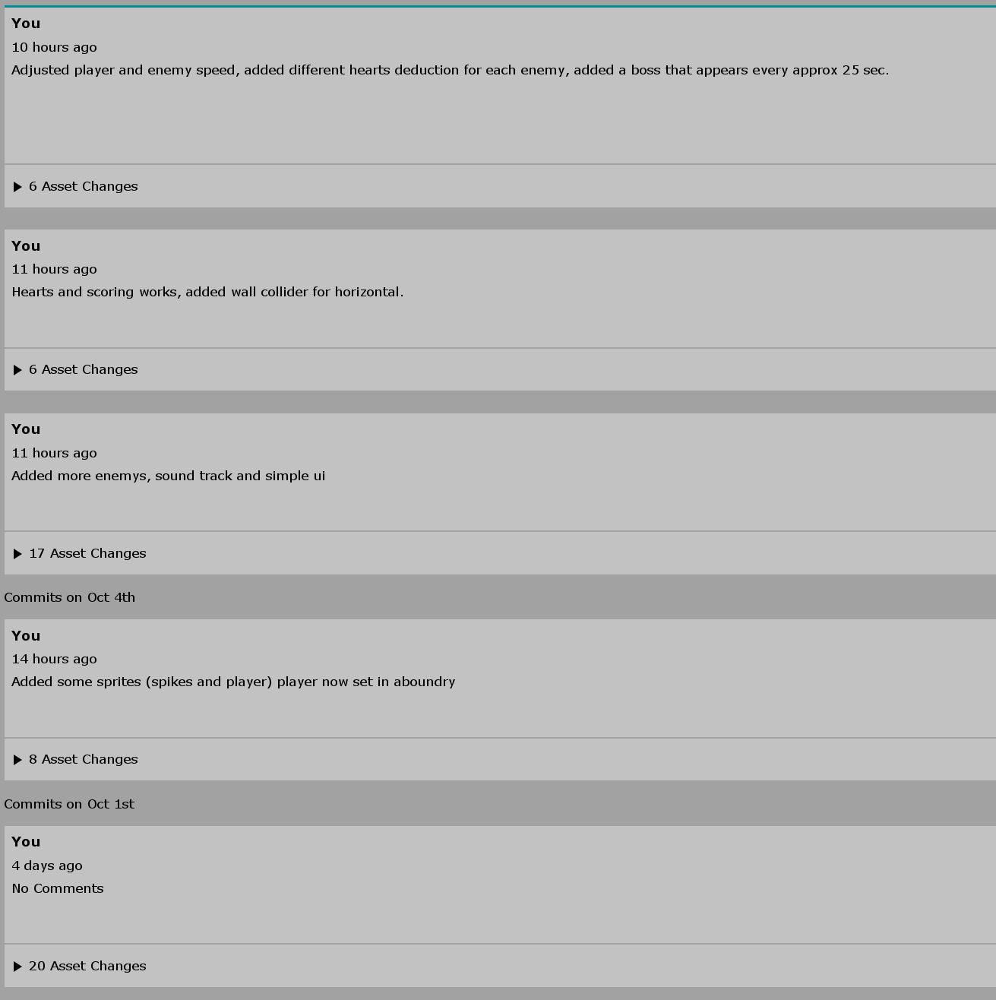 You
10 hours ago
Adjusted player and enemy speed, added different hearts deduction for each enemy, added a boss that appears every approx 25 sec.
6 Asset Changes
You
11 hours ago
Hearts and scoring works, added wall collider for horizontal.
6 Asset Changes
You
11 hours ago
Added more enemys, sound track and simple ui
17 Asset Changes
Commits on Oct 4th
You
14 hours ago
Added some sprites (spikes and player) player now set in aboundry
8 Asset Changes
Commits on Oct 1st
You
4 days ago
No Comments
20 Asset Changes